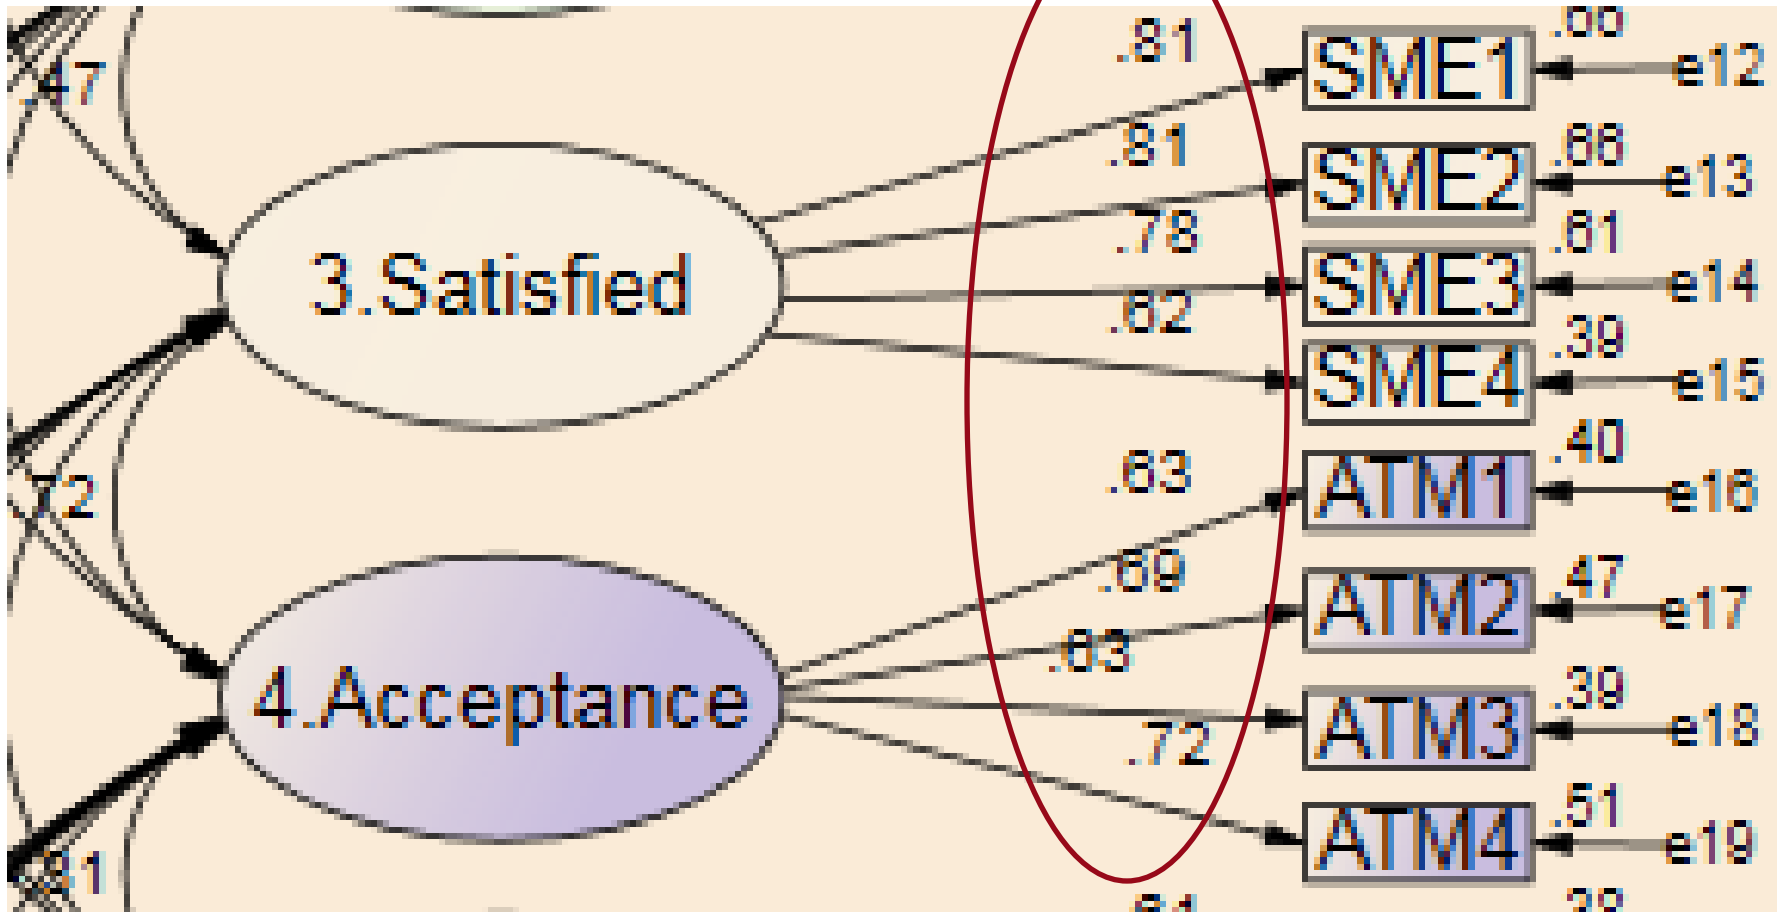 .81
SME1
.66
e12
.47
.81
SME2
.66
e13
.78
SME3
.61
e14
3.Satisfied
.62
SME4
.39
e15
.63
ATM1
.40
e16
.72
.69
ATM2
.47
e17
.63
ATM3
.39
e18
4.Acceptance
.72
ATM4
.51
e19